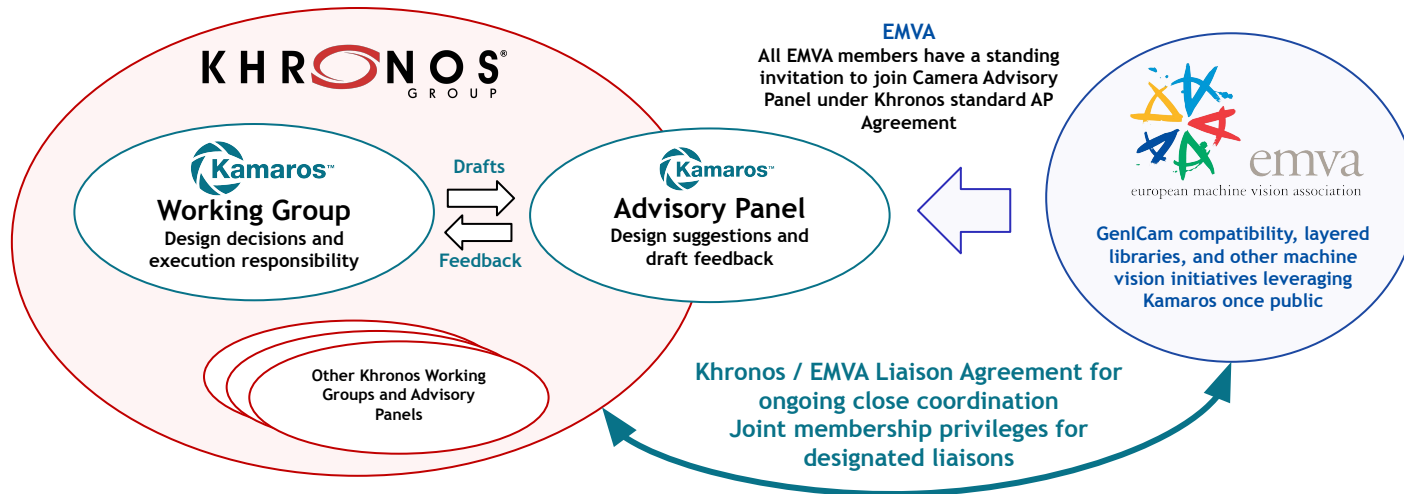 KHRONOS®
GROUP
Kamaros™
Working Group
Design decisions and
execution responsibility
Drafts
Feedback
Kamaros™
Advisory Panel
Design suggestions and
draft feedback
Other Khronos Working
Groups and Advisory
Panels
EMVA
All EMVA members have a standing
invitation to join Camera Advisory
Panel under Khronos standard AP
Agreement
emva
european machine vision association
GenICam compatibility, layered
libraries, and other machine
vision initiatives leveraging
Kamaros once public
Khronos / EMVA Liaison Agreement for
ongoing close coordination
Joint membership privileges for
designated liaisons